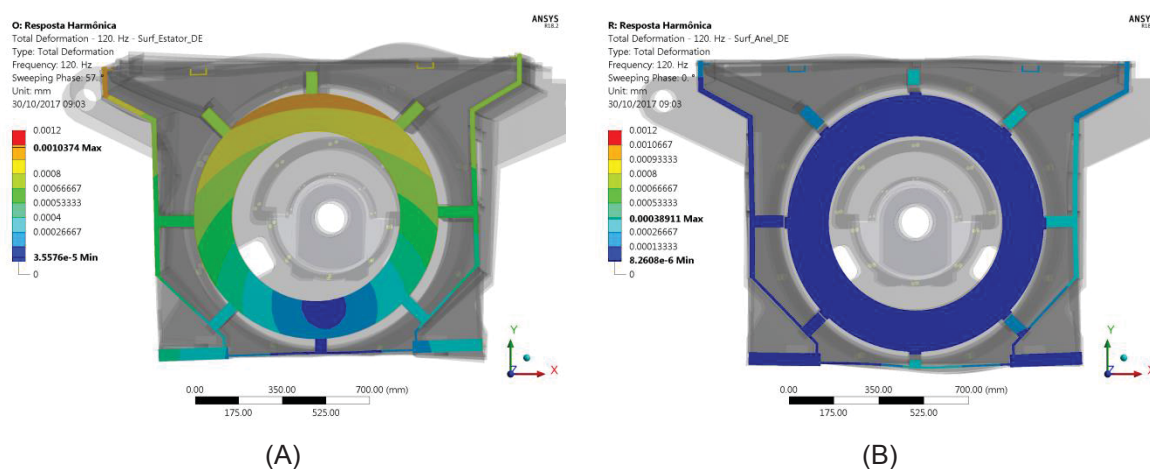 O: Resposta Harmônica
Total Deformation - 120. Hz - Surf_Estator_DE
Type: Total Deformation
Frequency: 120. Hz
Sweeping Phase: 57. °
Unit: mm
30/10/2017 09:03
ANSYS
R18.2
0.0012
0.0010374 Max
0.0008
0.00066667
0.00053333
0.0004
0.00026667
3.5576e-5 Min
0
Y
X
Z
0.00
350.00
700.00 (mm)
175.00
525.00
(A)
R: Resposta Harmônica
Total Deformation - 120. Hz - Surf_Anel_DE
Type: Total Deformation
Frequency: 120. Hz
Sweeping Phase: 0. °
Unit: mm
30/10/2017 09:03
ANSYS
0.0012
0.0010667
0.00093333
0.0008
0.00066667
0.00053333
0.00038911 Max
0.00026667
0.00013333
8.2608e-6 Min
0
Y
X
Z
0.00
350.00
700.00 (mm)
175.00
525.00
(B)